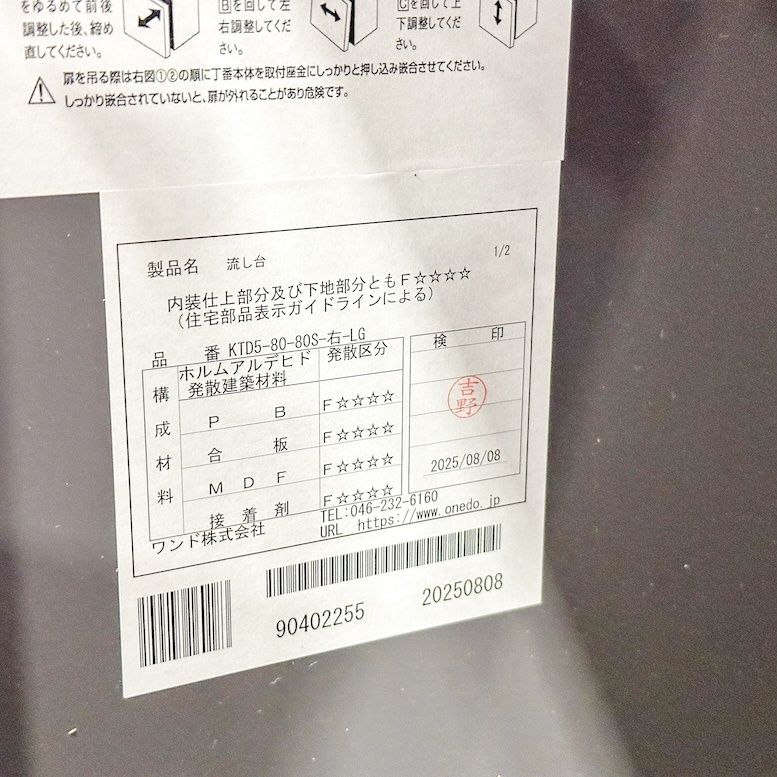 をゆるめて前後
調整した後、締め
直してください。
Bを回して左
右調整してくだ
さい。
Cを回して上
下調整してくだ
さい。
扉を吊る際は右図①②の順に丁番本体を取付座金にしっかりと押し込み嵌合させてください。
しっかり嵌合されていないと、扉が外れることがあり危険です。
製品名 流し台 1/2
内装仕上部分及び下地部分ともF☆☆☆☆
(住宅部品表示ガイドラインによる)
品番 KTD5-80-80S-右-LG
構成材料
ホルムアルデヒド
発散建築材料
発散区分
PB F☆☆☆☆
合板 F☆☆☆☆
MDF F☆☆☆☆
接着剤 F☆☆☆☆
検印
吉野
2025/08/08
ワンド株式会社
TEL:046-232-6160
URL https://www.onedo.jp
90402255
20250808